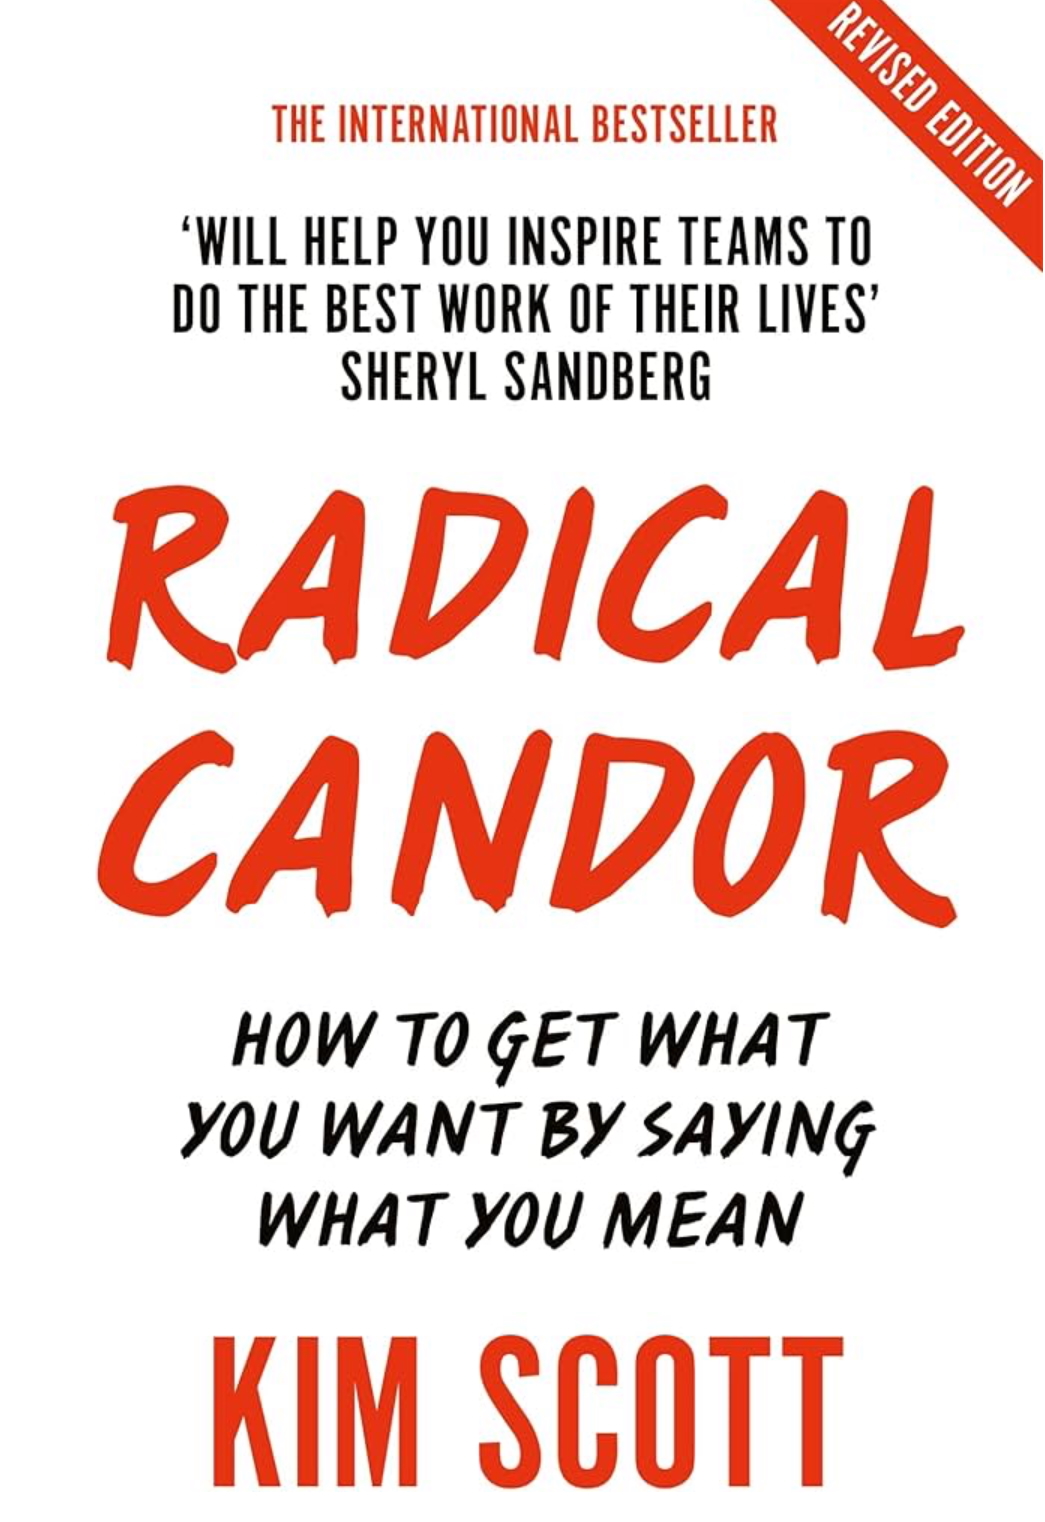 REVISED EDITION
THE INTERNATIONAL BESTSELLER
‘WILL HELP YOU INSPIRE TEAMS TO
DO THE BEST WORK OF THEIR LIVES’
SHERYL SANDBERG
RADICAL
CANDOR
HOW TO GET WHAT
YOU WANT BY SAYING
WHAT YOU MEAN
KIM SCOTT